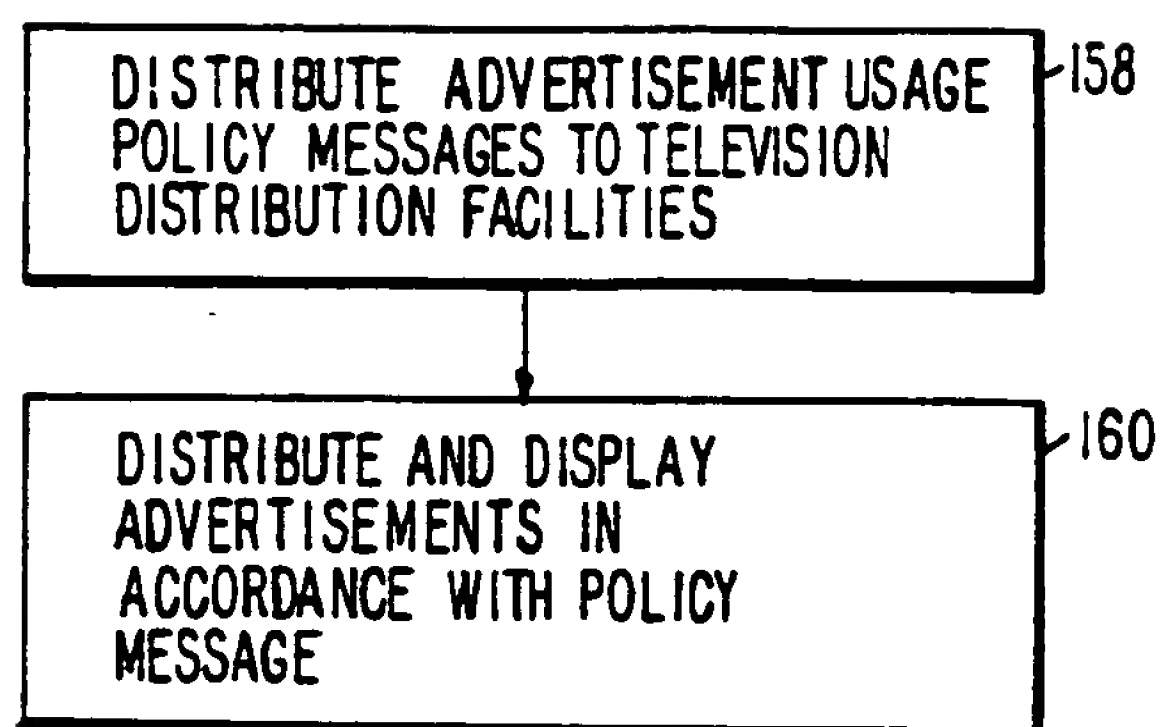 DISTRIBUTE ADVERTISEMENT USAGE
POLICY MESSAGES TO TELEVISION
DISTRIBUTION FACILITIES
158
DISTRIBUTE AND DISPLAY
ADVERTISEMENTS IN
ACCORDANCE WITH POLICY
MESSAGE
160